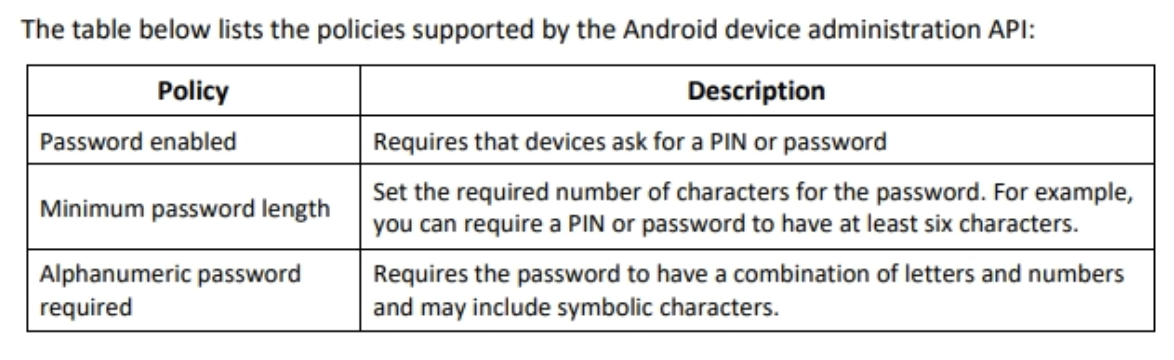 The table below lists the policies supported by the Android device administration API:
Policy
Description
Password enabled
Requires that devices ask for a PIN or password
Minimum password length
Set the required number of characters for the password. For example,
you can require a PIN or password to have at least six characters.
Alphanumeric password
required
Requires the password to have a combination of letters and numbers
and may include symbolic characters.